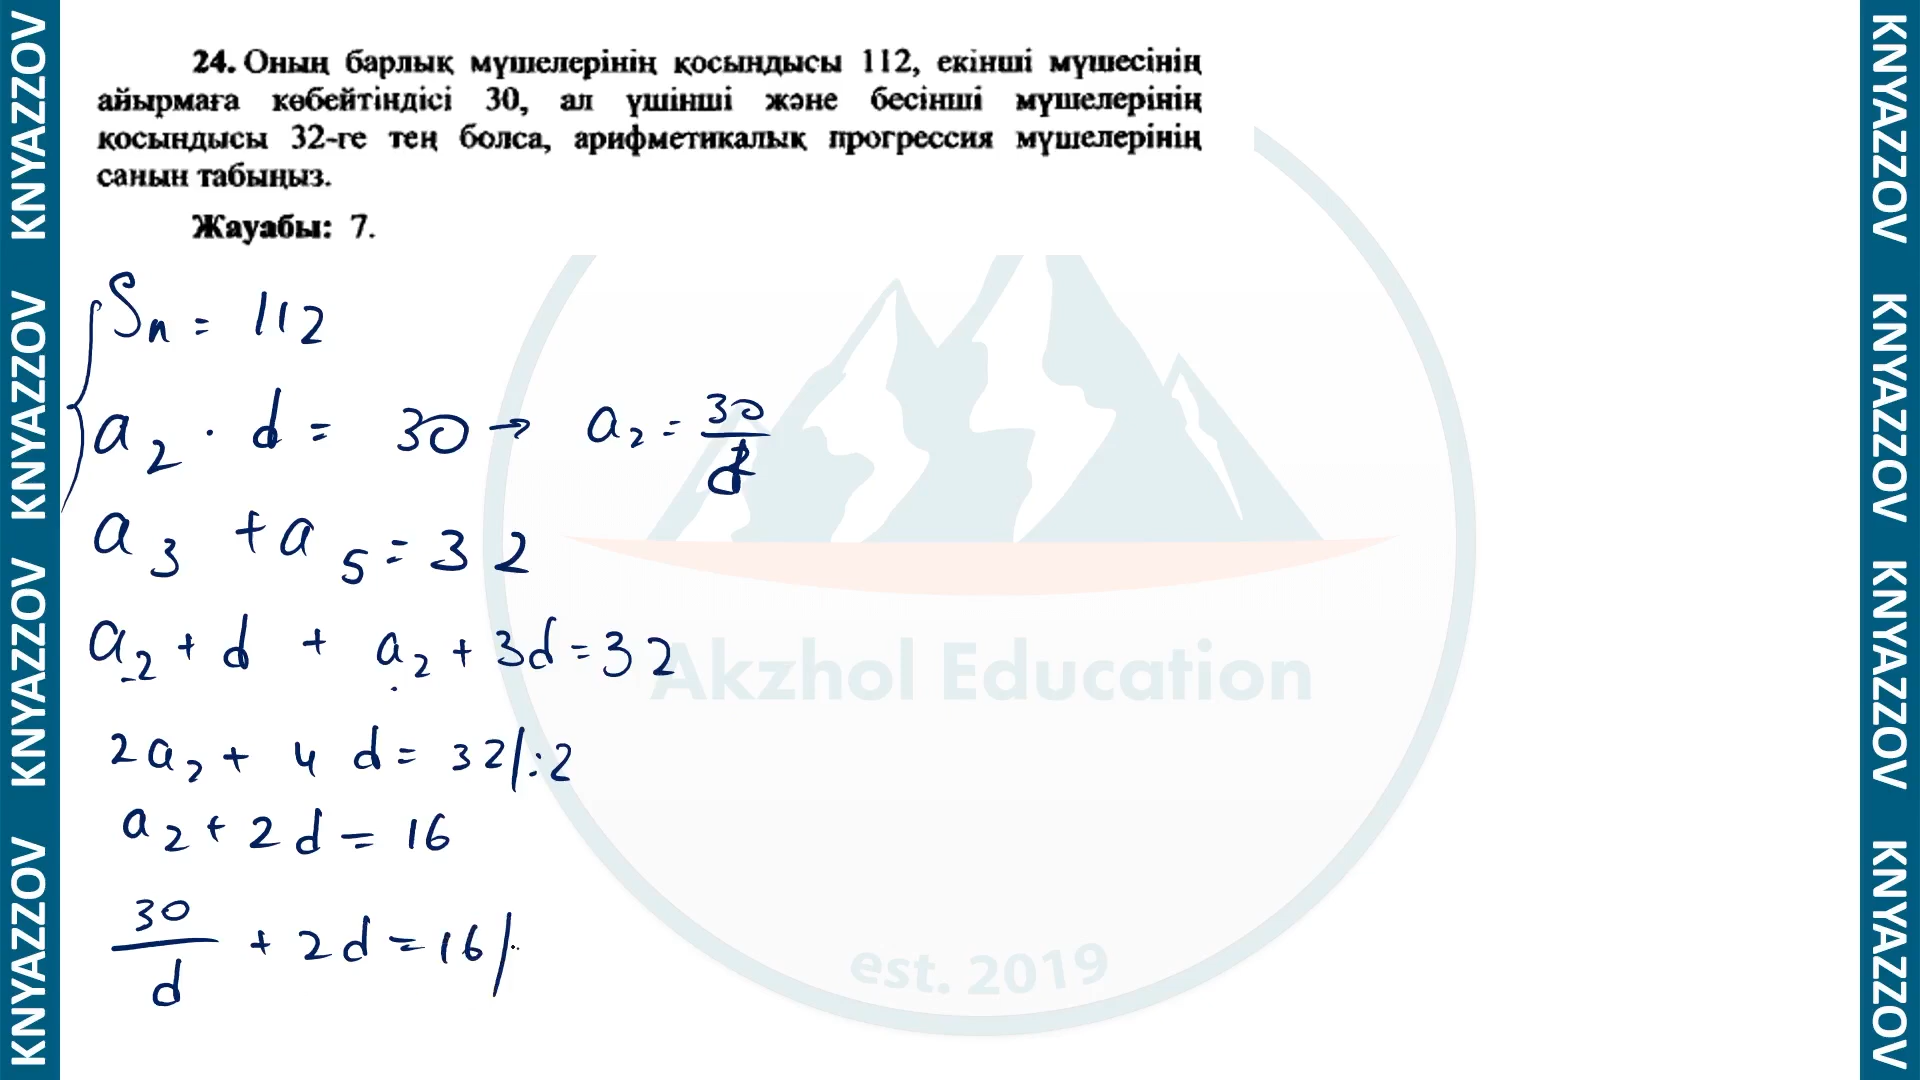 KNYAZZOV KNYAZZOV KNYAZZOV KNYAZZOV
24. Оның барлық мүшелерінің қосындысы 112, екінші мүшесінің
айырмаға көбейтіндісі 30, ал үшінші және бесінші мүшелерінің
қосындысы 32-ге тең болса, арифметикалық прогрессия мүшелерінің
санын табыңыз.
Жауабы: 7.
Sn = 112
a2 · d = 30 → a2 = 30/d
a3 + a5 = 32
a2 + d + a2 + 3d = 32
2a2 + 4d = 32 | :2
a2 + 2d = 16
30/d + 2d = 16 |
Akzhol Education
est. 2019
KNYAZZOV KNYAZZOV KNYAZZOV KNYAZZOV